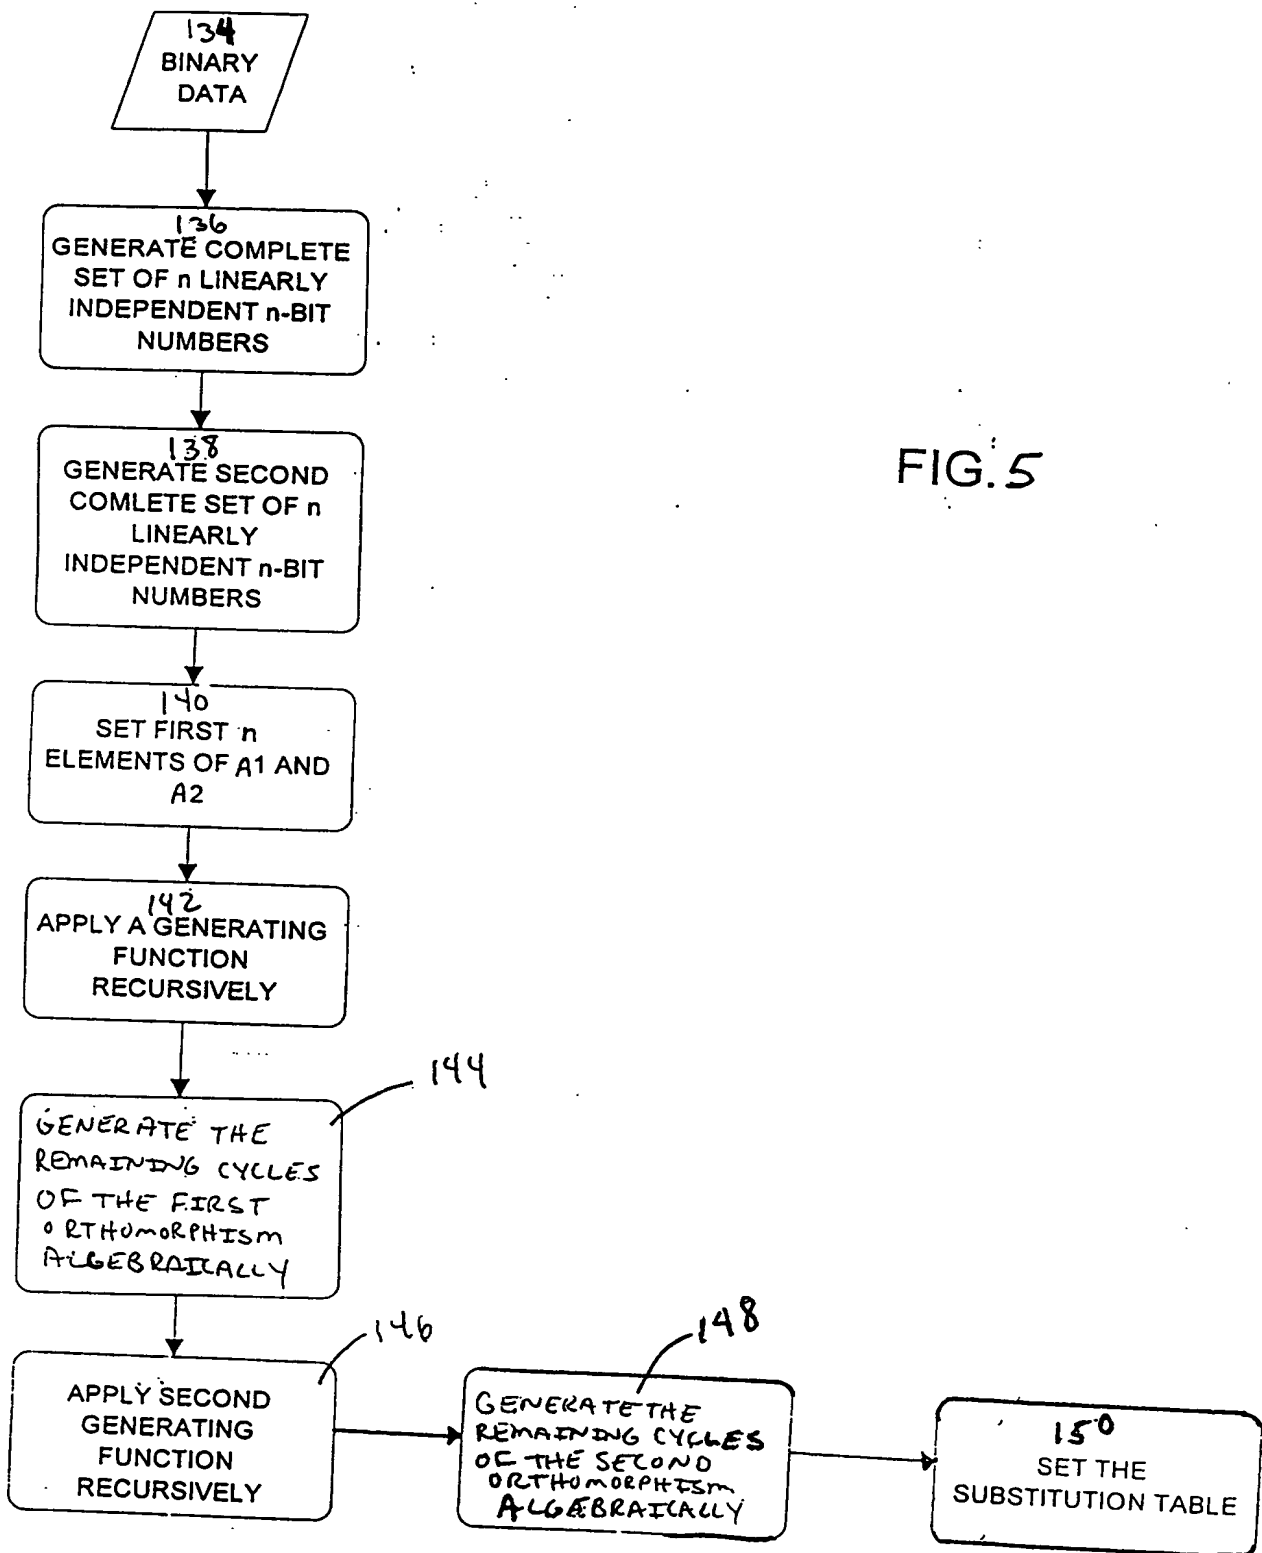 134
BINARY
DATA
136
GENERATE COMPLETE
SET OF n LINEARLY
INDEPENDENT n-BIT
NUMBERS
138
GENERATE SECOND
COMLETE SET OF n
LINEARLY
INDEPENDENT n-BIT
NUMBERS
FIG. 5
140
SET FIRST n
ELEMENTS OF A1 AND
A2
142
APPLY A GENERATING
FUNCTION
RECURSIVELY
144
GENERATE THE
REMAINING CYCLES
OF THE FIRST
ORTHOMORPHISM
ALGEBRAICALLY
146
APPLY SECOND
GENERATING
FUNCTION
RECURSIVELY
148
GENERATE THE
REMAINING CYCLES
OF THE SECOND
ORTHOMORPHISM
ALGEBRAICALLY
150
SET THE
SUBSTITUTION TABLE